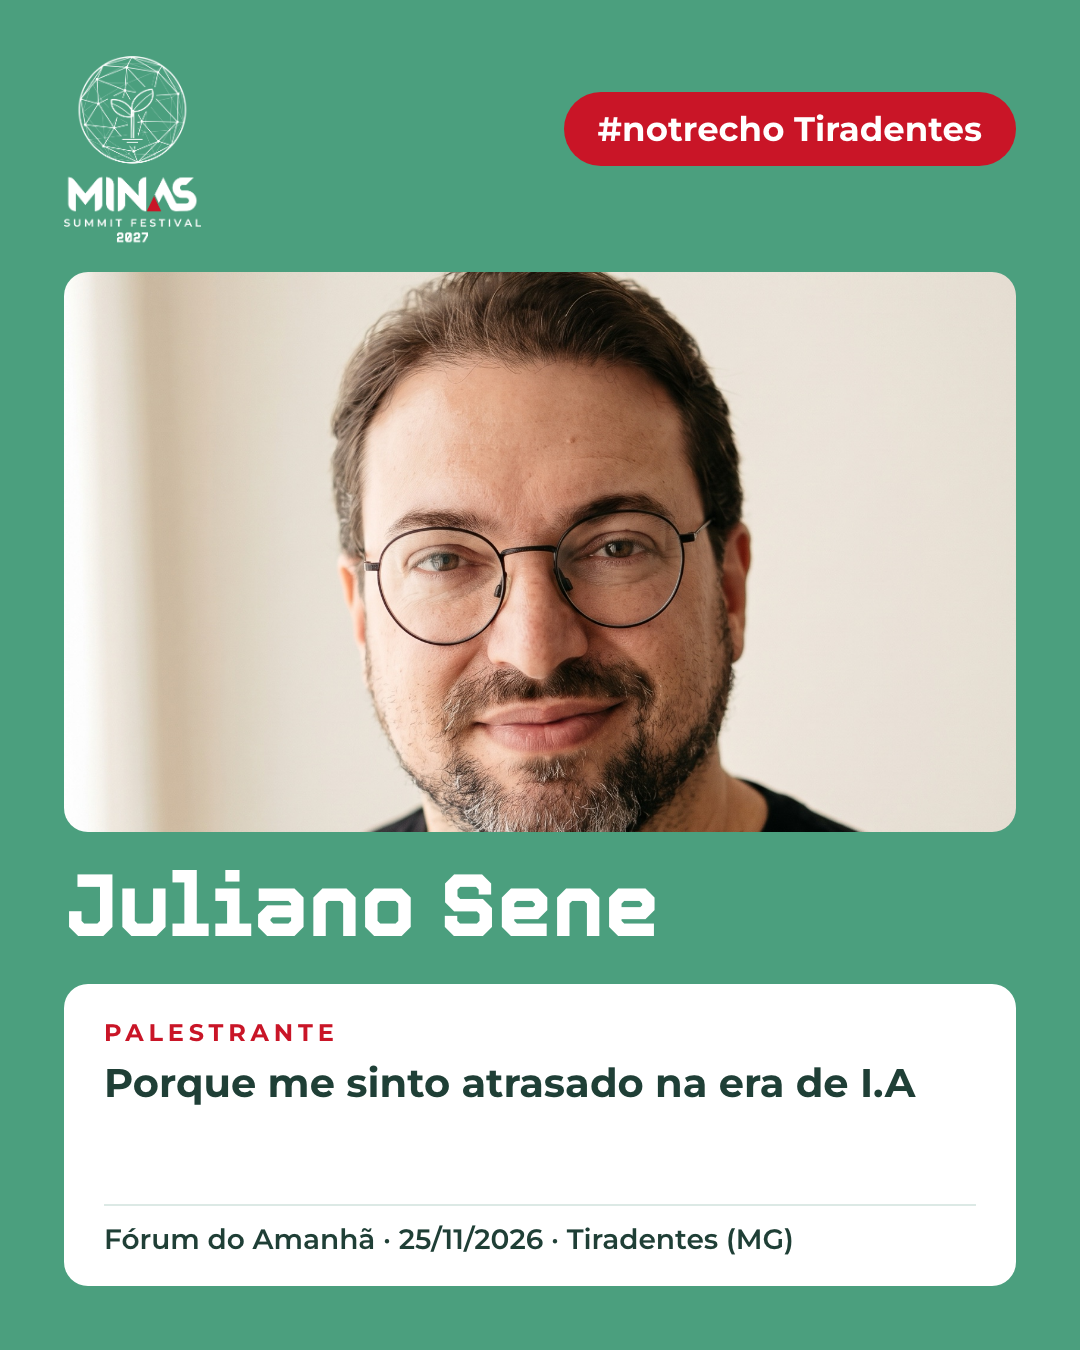 MINAS
SUMMIT FESTIVAL
2027
#notrecho Tiradentes
Juliano Sene
PALESTRANTE
Porque me sinto atrasado na era de I.A
Fórum do Amanhã · 25/11/2026 · Tiradentes (MG)